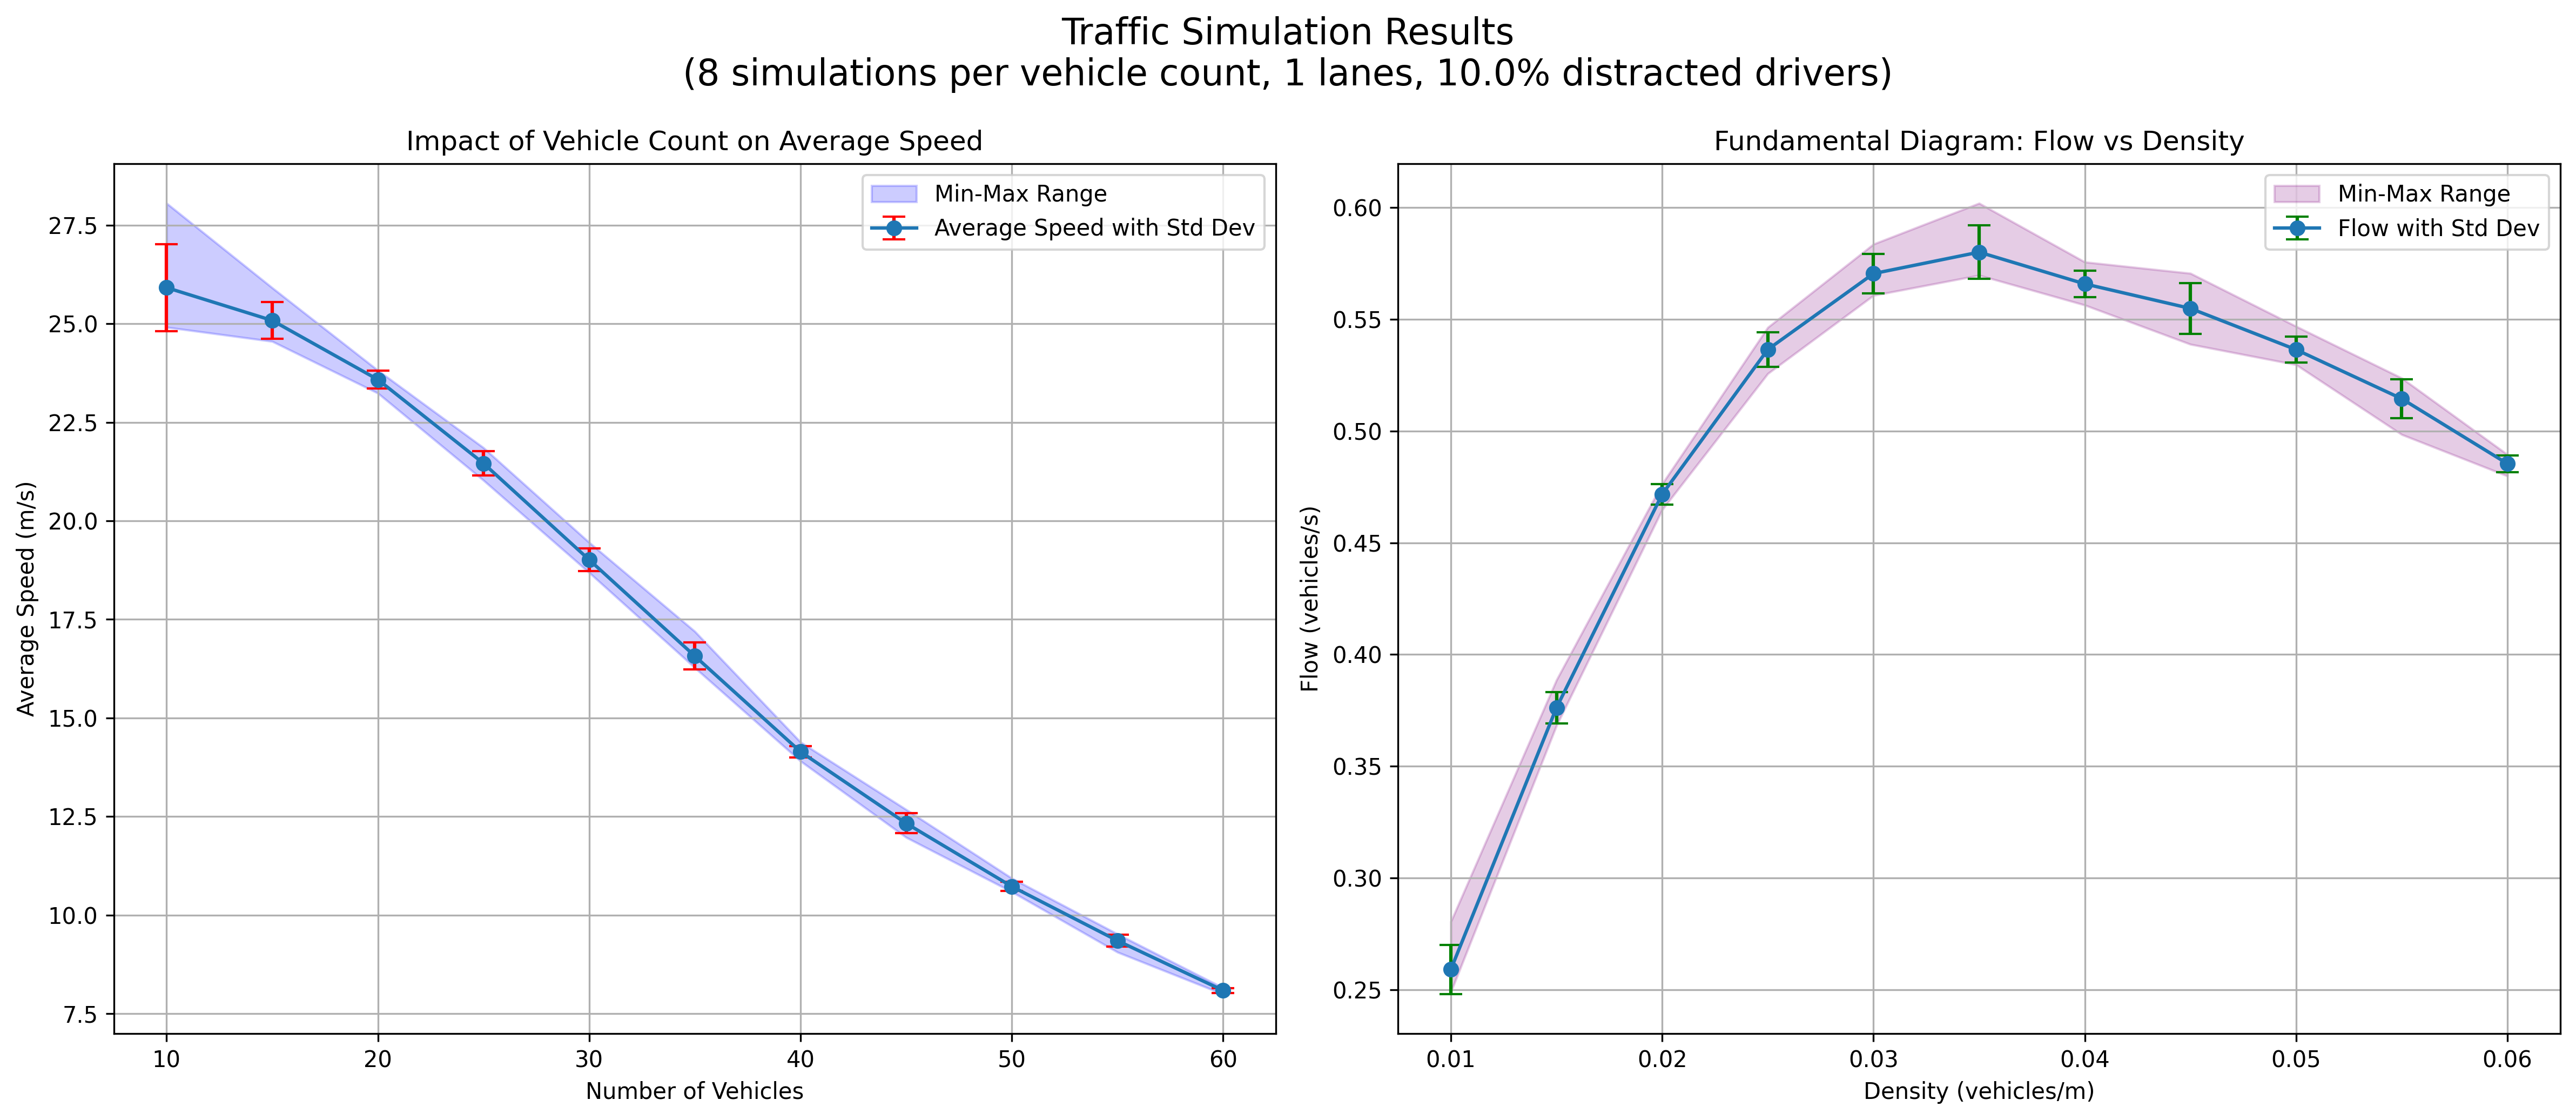 Traffic Simulation Results
(8 simulations per vehicle count, 1 lanes, 10.0% distracted drivers)
Impact of Vehicle Count on Average Speed
Min-Max Range
Average Speed with Std Dev
27.5
25.0
22.5
20.0
17.5
15.0
12.5
10.0
7.5
Average Speed (m/s)
10 20 30 40 50 60
Number of Vehicles
Fundamental Diagram: Flow vs Density
Min-Max Range
Flow with Std Dev
0.60
0.55
0.50
0.45
0.40
0.35
0.30
0.25
Flow (vehicles/s)
0.01 0.02 0.03 0.04 0.05 0.06
Density (vehicles/m)